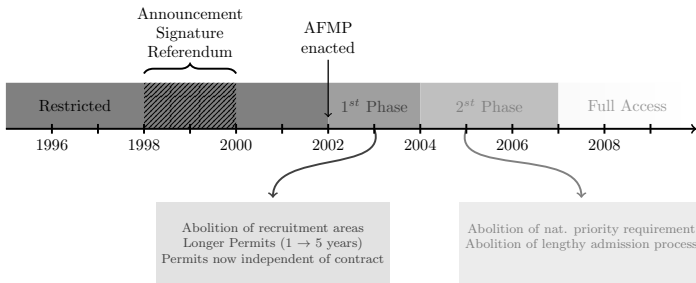 Announcement
Signature
Referendum
AFMP
enacted
Restricted
1st Phase
2nd Phase
Full Access
1996
1998
2000
2002
2004
2006
2008
Abolition of recruitment areas
Longer Permits (1 → 5 years)
Permits now independent of contract
Abolition of nat. priority requirement
Abolition of lengthy admission process